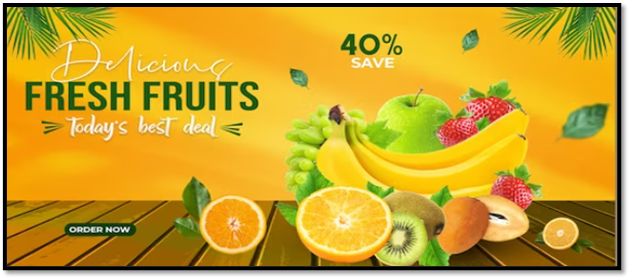 Delicious
FRESH FRUITS
Today's best deal
40%
SAVE
ORDER NOW